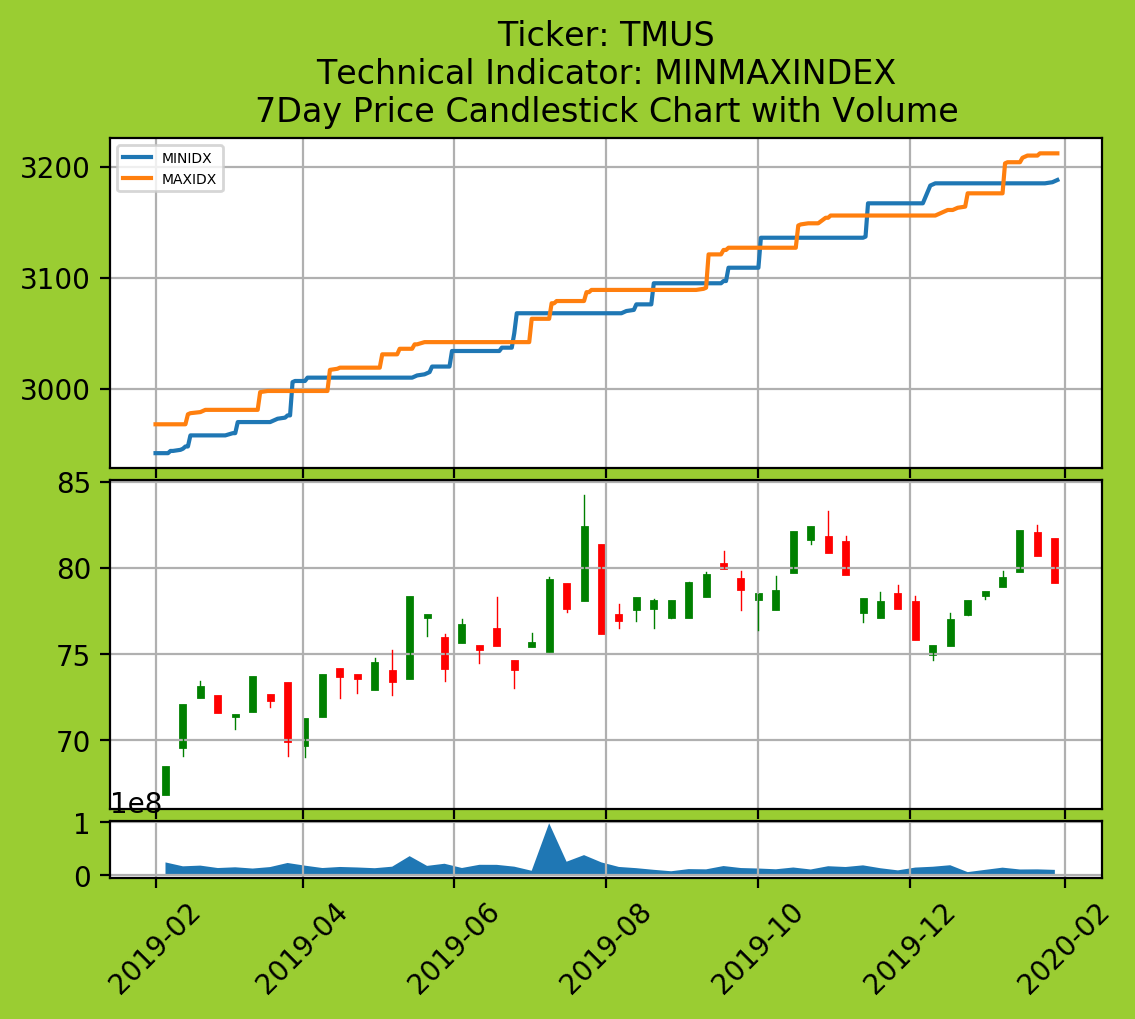 Ticker: TMUS
Technical Indicator: MINMAXINDEX
7Day Price Candlestick Chart with Volume
MINIDX
MAXIDX
3200
3100
3000
85
80
75
70
1e8
1
0
2019-02
2019-04
2019-06
2019-08
2019-10
2019-12
2020-02